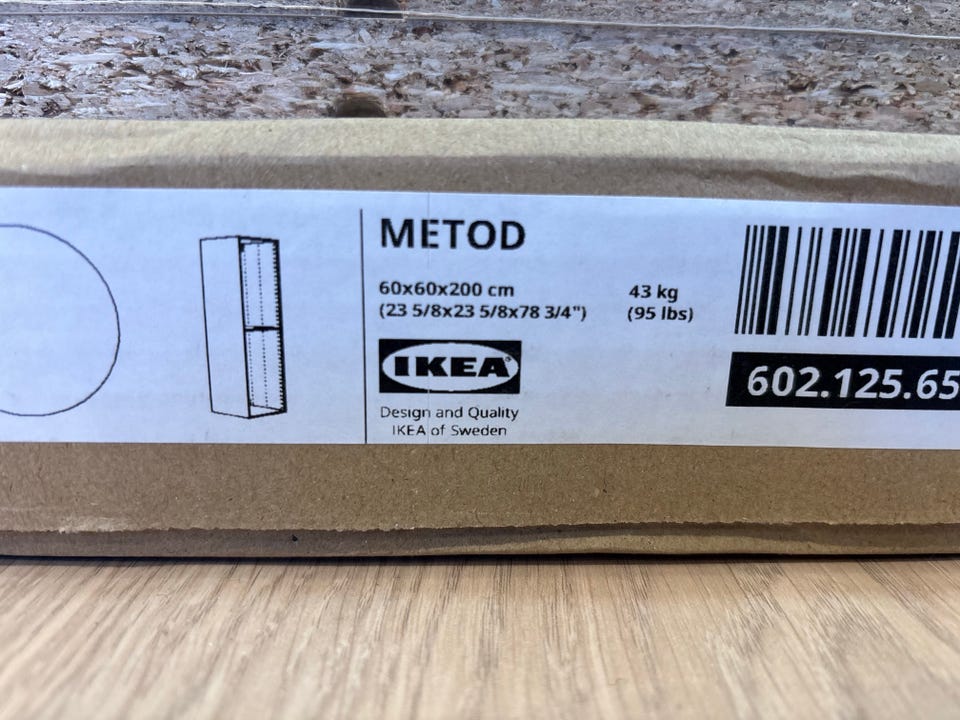 METOD
60x60x200 cm
(23 5/8x23 5/8x78 3/4")
43 kg
(95 lbs)
IKEA®
Design and Quality
IKEA of Sweden
602.125.65